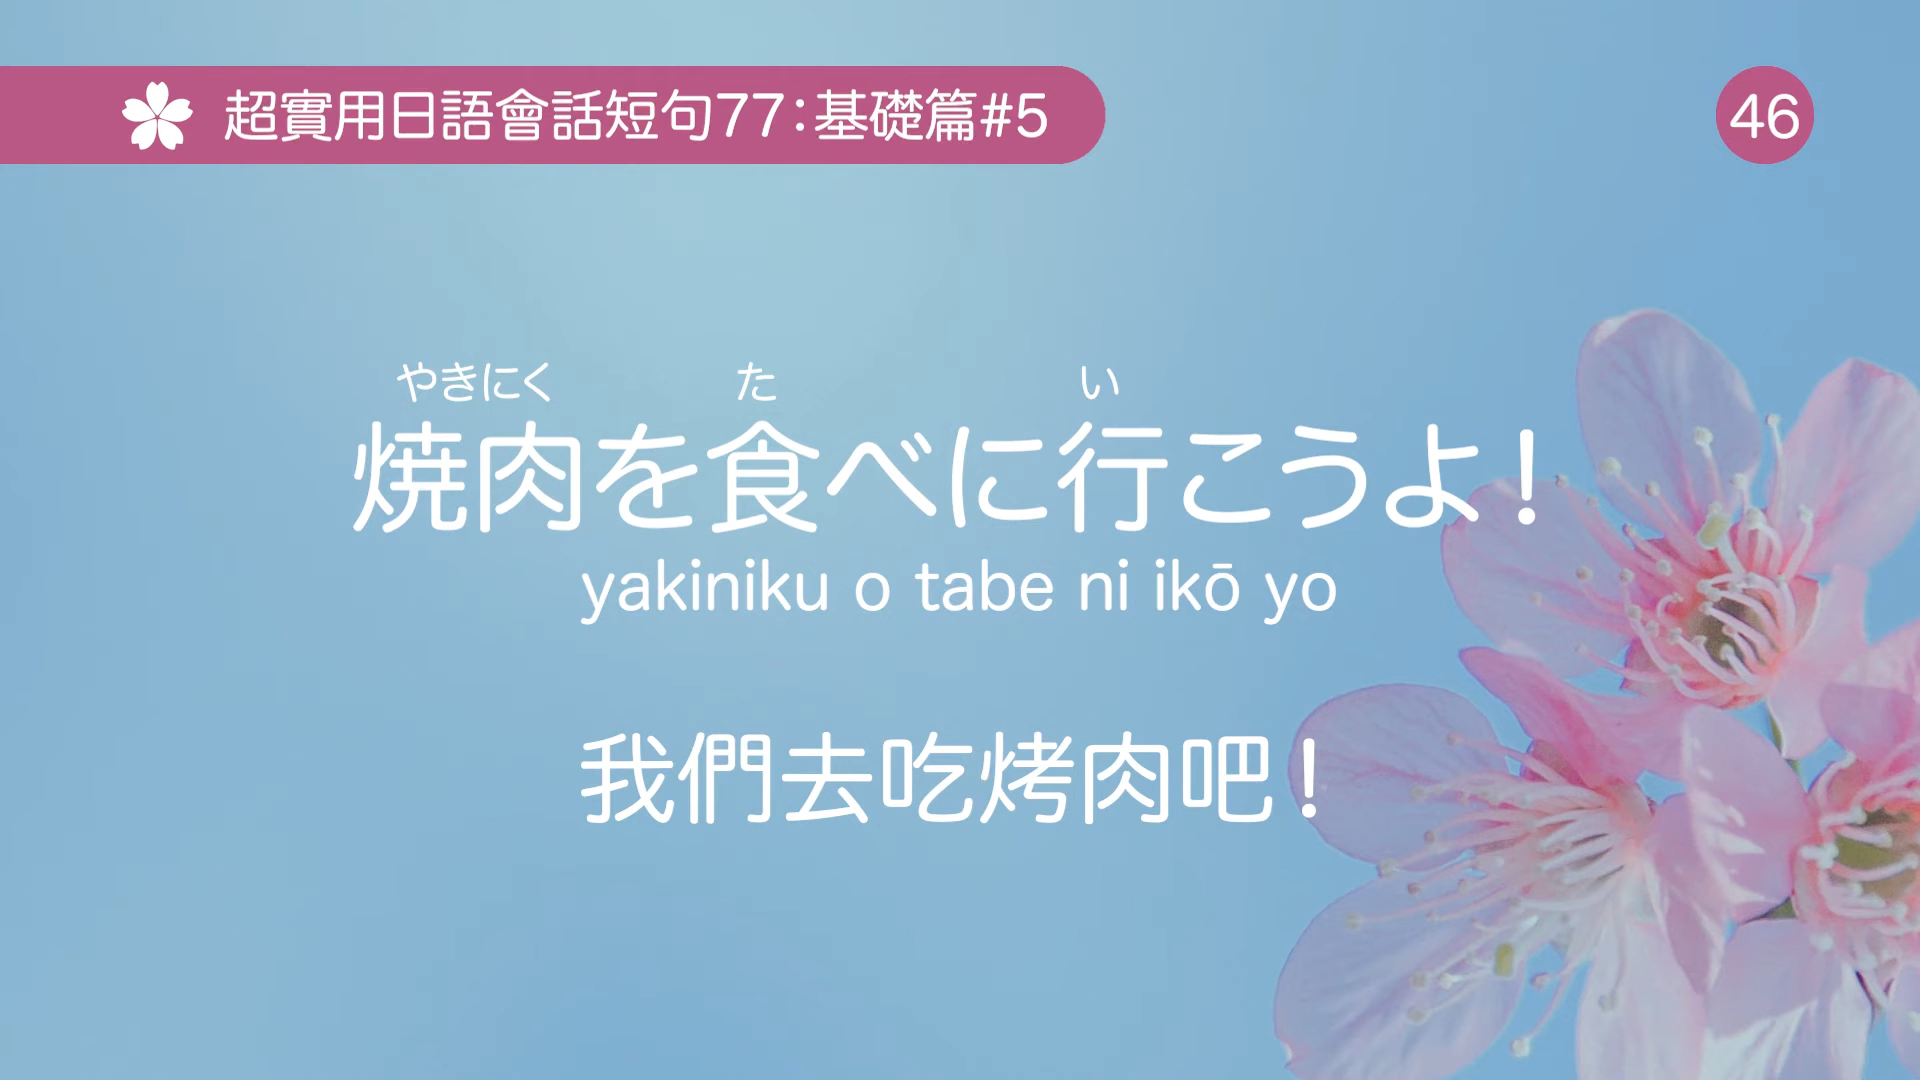 超實用日語會話短句77：基礎篇#5
46
やきにく た い
焼肉を食べに行こうよ！
yakiniku o tabe ni ikō yo
我們去吃烤肉吧！